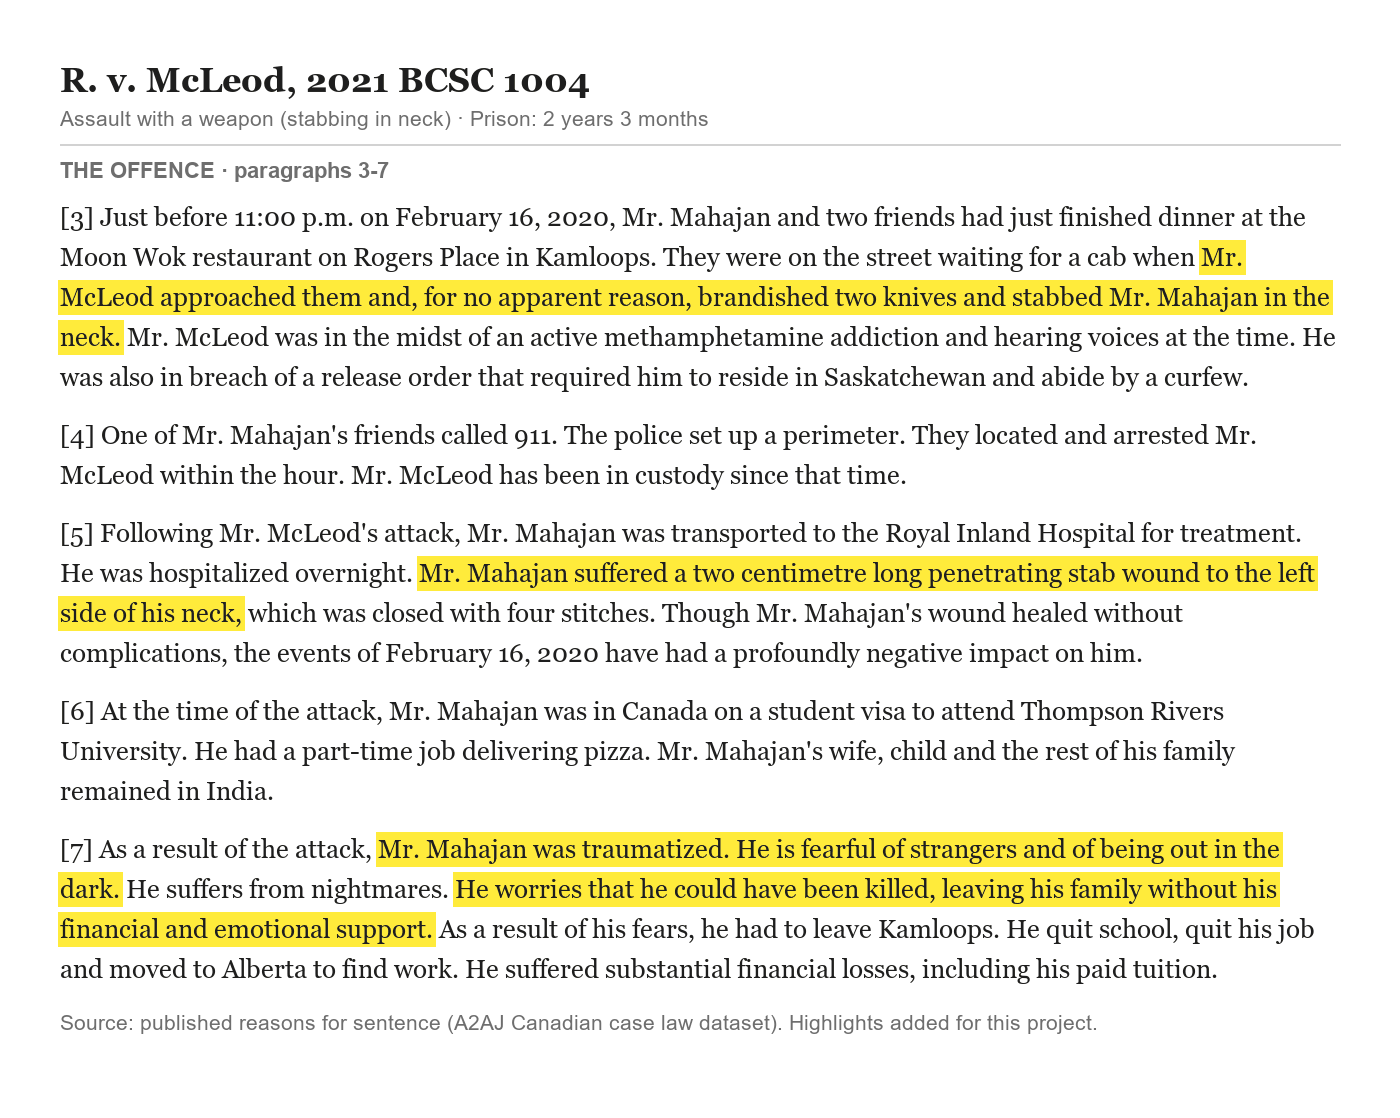 R. v. McLeod, 2021 BCSC 1004
Assault with a weapon (stabbing in neck) · Prison: 2 years 3 months
THE OFFENCE · paragraphs 3-7
[3] Just before 11:00 p.m. on February 16, 2020, Mr. Mahajan and two friends had just finished dinner at the
Moon Wok restaurant on Rogers Place in Kamloops. They were on the street waiting for a cab when Mr.
McLeod approached them and, for no apparent reason, brandished two knives and stabbed Mr. Mahajan in the
neck. Mr. McLeod was in the midst of an active methamphetamine addiction and hearing voices at the time. He
was also in breach of a release order that required him to reside in Saskatchewan and abide by a curfew.
[4] One of Mr. Mahajan's friends called 911. The police set up a perimeter. They located and arrested Mr.
McLeod within the hour. Mr. McLeod has been in custody since that time.
[5] Following Mr. McLeod's attack, Mr. Mahajan was transported to the Royal Inland Hospital for treatment.
He was hospitalized overnight. Mr. Mahajan suffered a two centimetre long penetrating stab wound to the left
side of his neck, which was closed with four stitches. Though Mr. Mahajan's wound healed without
complications, the events of February 16, 2020 have had a profoundly negative impact on him.
[6] At the time of the attack, Mr. Mahajan was in Canada on a student visa to attend Thompson Rivers
University. He had a part-time job delivering pizza. Mr. Mahajan's wife, child and the rest of his family
remained in India.
[7] As a result of the attack, Mr. Mahajan was traumatized. He is fearful of strangers and of being out in the
dark. He suffers from nightmares. He worries that he could have been killed, leaving his family without his
financial and emotional support. As a result of his fears, he had to leave Kamloops. He quit school, quit his job
and moved to Alberta to find work. He suffered substantial financial losses, including his paid tuition.
Source: published reasons for sentence (A2AJ Canadian case law dataset). Highlights added for this project.